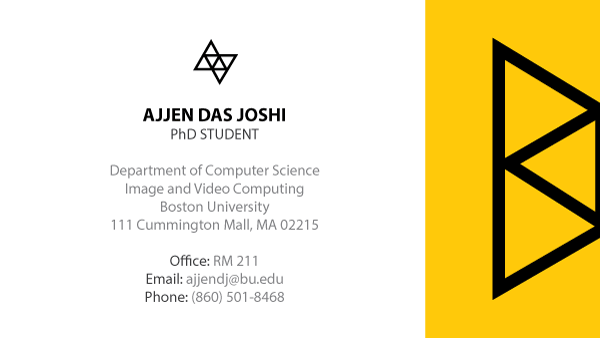 AJJEN DAS JOSHI
PhD STUDENT
Department of Computer Science
Image and Video Computing
Boston University
111 Cummington Mall, MA 02215
Office: RM 211
Email: ajjendj@bu.edu
Phone: (860) 501-8468